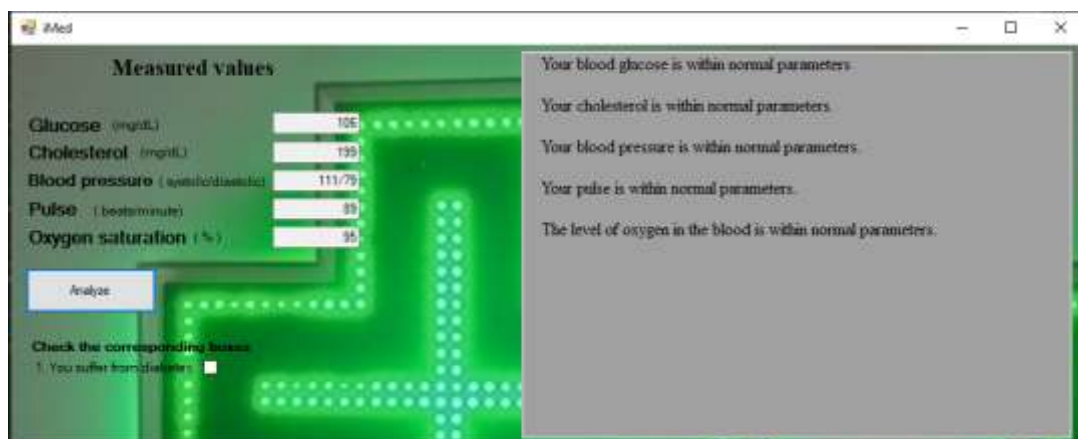 iMed
Measured values
Glucose (mg/dL) 106
Cholesterol (mg/dL) 199
Blood pressure (systolic/diastolic) 111/79
Pulse (beats/minute) 89
Oxygen saturation (%) 95
Analyze
Check the corresponding boxes
1. You suffer from diabetes
Your blood glucose is within normal parameters
Your cholesterol is within normal parameters.
Your blood pressure is within normal parameters.
Your pulse is within normal parameters.
The level of oxygen in the blood is within normal parameters.